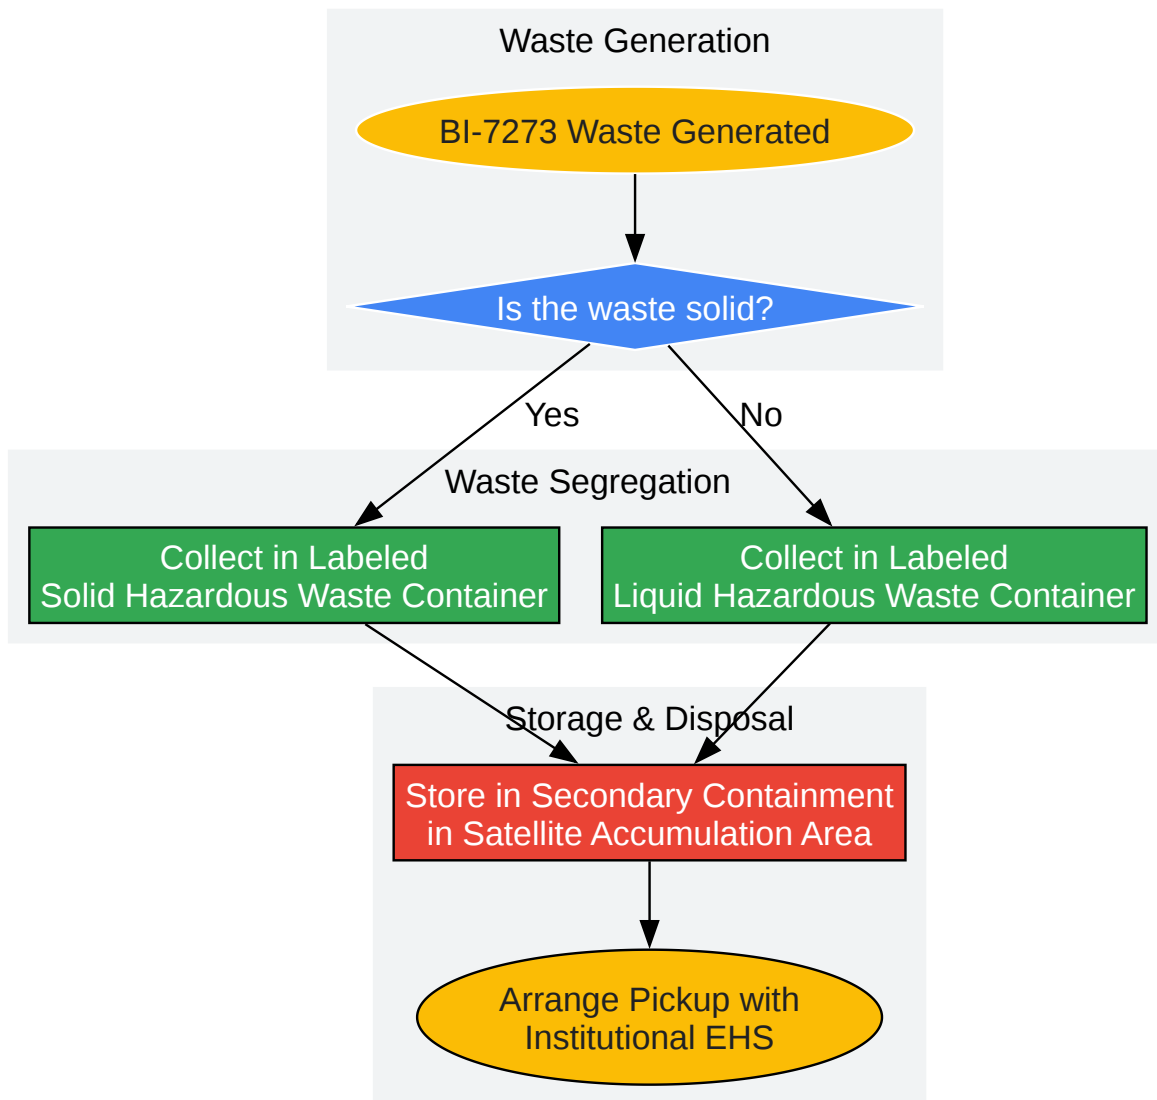 Waste Generation
BI-7273 Waste Generated
Is the waste solid?
Yes
No
Waste Segregation
Collect in Labeled
Solid Hazardous Waste Container
Collect in Labeled
Liquid Hazardous Waste Container
Storage & Disposal
Store in Secondary Containment
in Satellite Accumulation Area
Arrange Pickup with
Institutional EHS